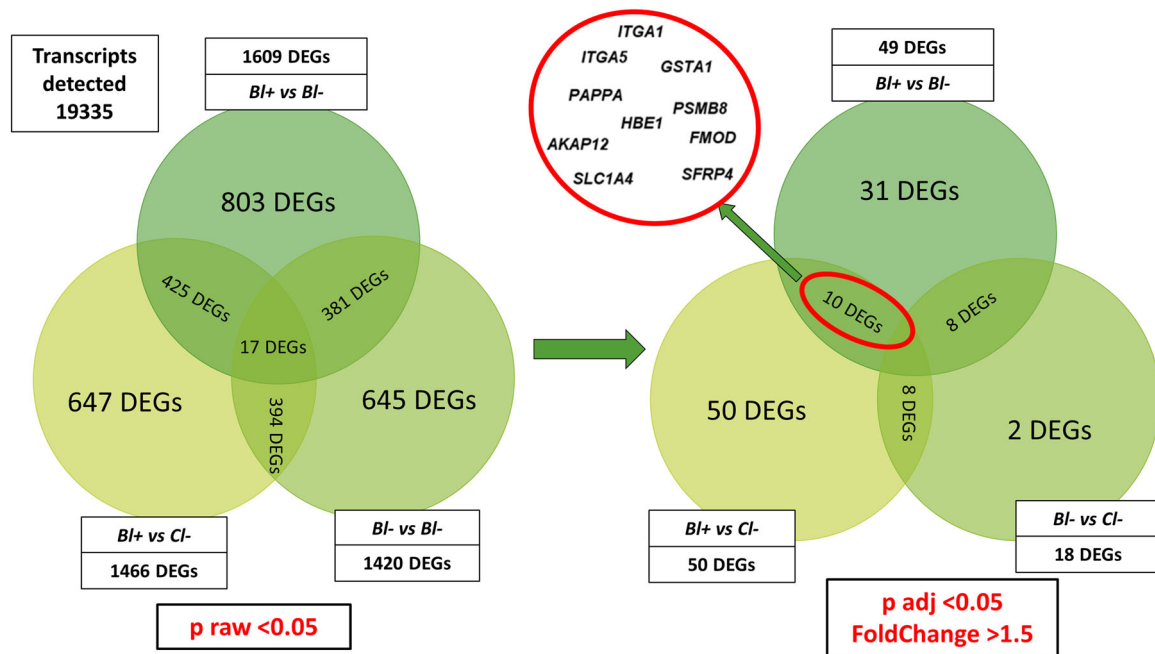 Transcripts
detected
19335
1609 DEGs
Bl+ vs Bl-
803 DEGs
425 DEGs
381 DEGs
17 DEGs
647 DEGs
394 DEGs
645 DEGs
Bl+ vs Cl-
1466 DEGs
Bl- vs Bl-
1420 DEGs
p raw <0.05
ITGA1
ITGA5
GSTA1
PAPPA
PSMB8
HBE1
FMOD
AKAP12
SLC1A4
SFRP4
49 DEGs
Bl+ vs Bl-
31 DEGs
10 DEGs
8 DEGs
50 DEGs
8 DEGs
2 DEGs
Bl+ vs Cl-
50 DEGs
Bl- vs Cl-
18 DEGs
p adj <0.05
FoldChange >1.5